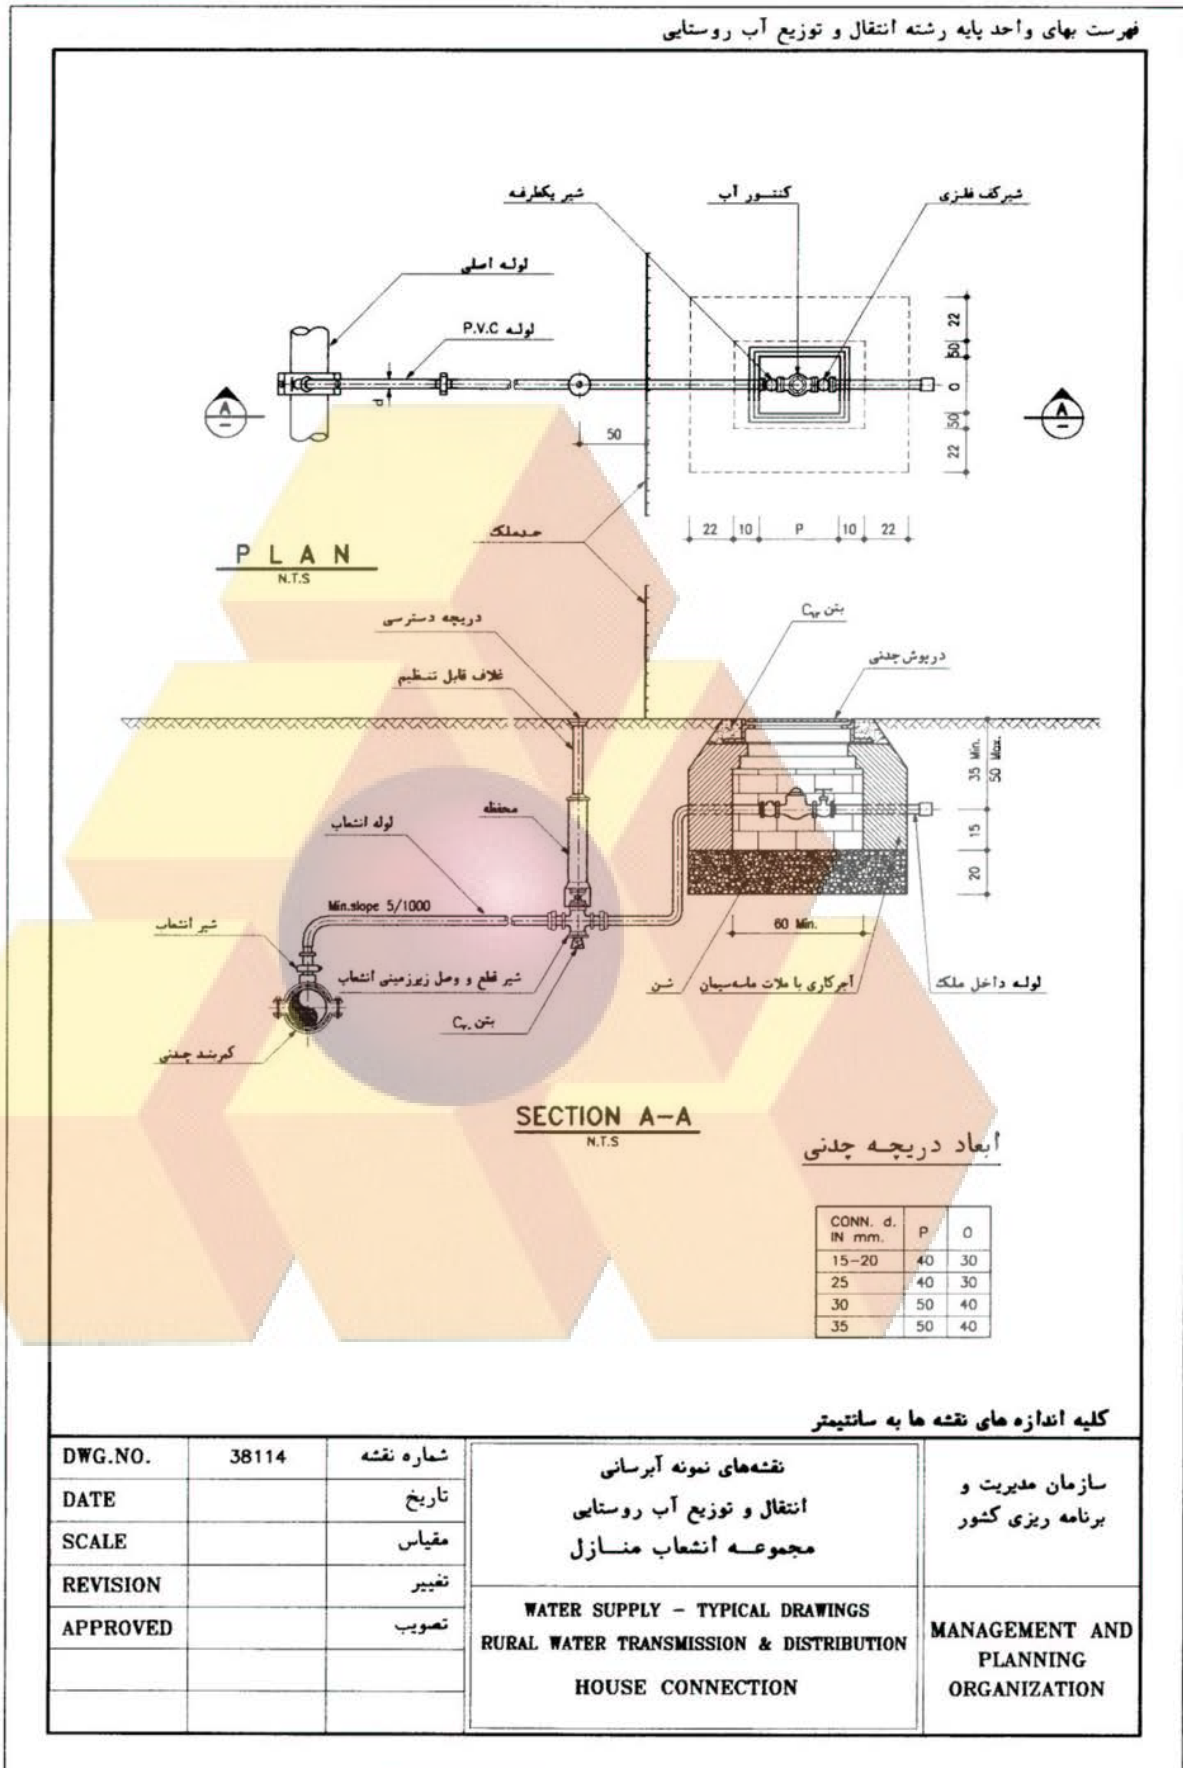 فهرست بهای واحد پایه رشته انتقال و توزیع آب روستایی
شیر یکطرفه
کنتور آب
شیرکف فلزی
لوله اصلی
لوله P.V.C
d
A
A
50
22
50
O
50
22
22 10 P 10 22
حدملک
PLAN
N.T.S
دریچه دسترسی
غلاف قابل تنظیم
درپوش چدنی
محفظه
لوله انشعاب
35 Min.
50 Max.
15
20
Min.slope 5/1000
شیر انشعاب
60 Min.
شیر قطع و وصل زیرزمینی انشعاب
شن
آجرکاری با ملات ماسه‌سیمان
لوله داخل ملک
کمربند چدنی
SECTION A-A
N.T.S
ابعاد دریچه چدنی
CONN. d. IN mm. P O
15-20 40 30
25 40 30
30 50 40
35 50 40
کلیه اندازه های نقشه ها به سانتیمتر
DWG.NO. 38114 شماره نقشه
DATE تاریخ
SCALE مقیاس
REVISION تغییر
APPROVED تصویب
نقشه‌های نمونه آبرسانی
انتقال و توزیع آب روستایی
مجموعه انشعاب منازل
WATER SUPPLY - TYPICAL DRAWINGS
RURAL WATER TRANSMISSION & DISTRIBUTION
HOUSE CONNECTION
سازمان مدیریت و
برنامه ریزی کشور
MANAGEMENT AND
PLANNING
ORGANIZATION